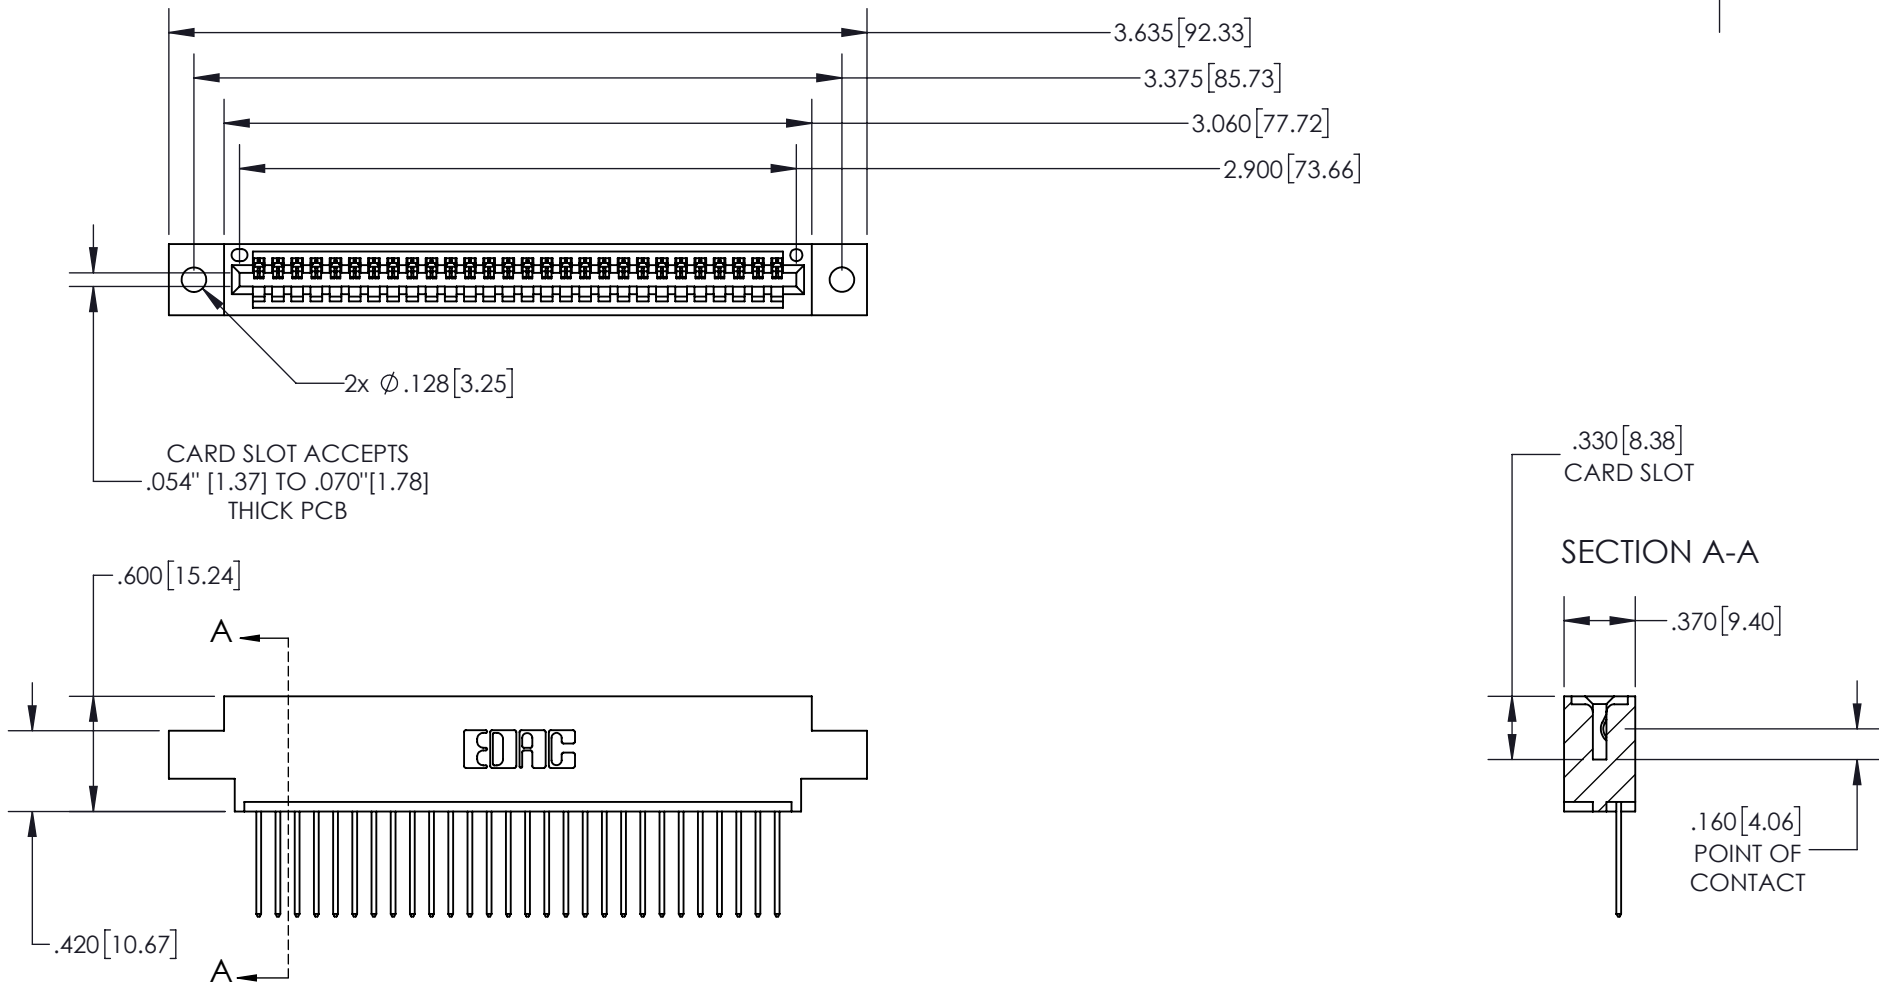 3.635[92.33]
3.375[85.73]
3.060[77.72]
2.900[73.66]
2x ∅.128[3.25]
CARD SLOT ACCEPTS
.054" [1.37] TO .070"[1.78]
THICK PCB
.330[8.38]
CARD SLOT
SECTION A-A
.600[15.24]
.370[9.40]
A
EDAC
.160[4.06]
POINT OF
CONTACT
.420[10.67]
A